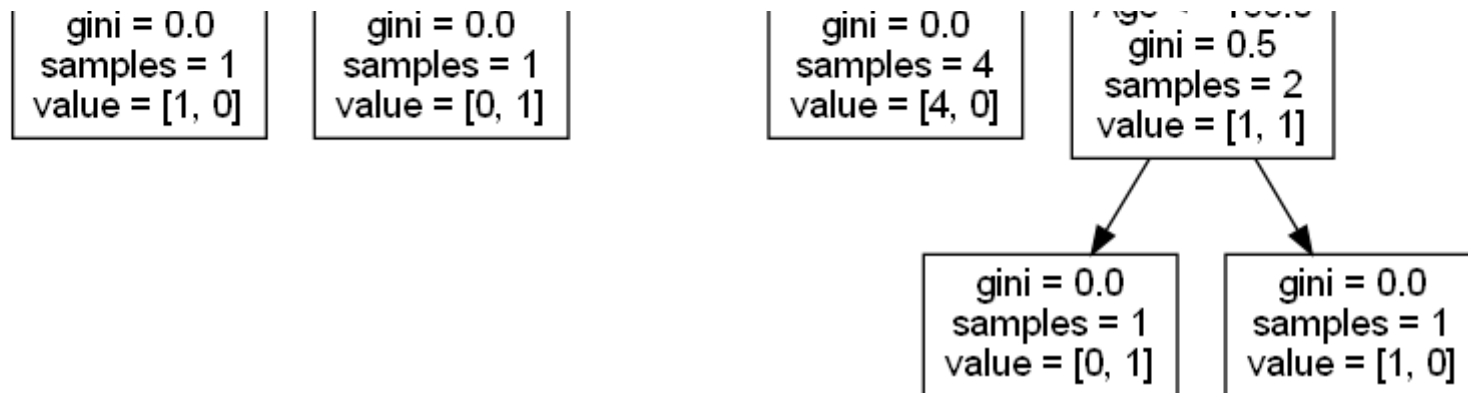 gini = 0.0
samples = 1
value = [1, 0]
gini = 0.0
samples = 1
value = [0, 1]
gini = 0.0
samples = 4
value = [4, 0]
gini = 0.5
samples = 2
value = [1, 1]
gini = 0.0
samples = 1
value = [0, 1]
gini = 0.0
samples = 1
value = [1, 0]